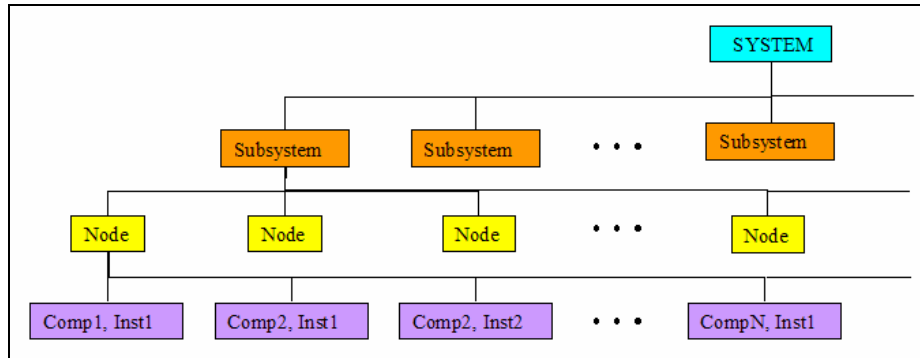 SYSTEM
Subsystem
Subsystem
• • •
Subsystem
Node
Node
Node
• • •
Node
Comp1, Inst1
Comp2, Inst1
Comp2, Inst2
• • •
CompN, Inst1